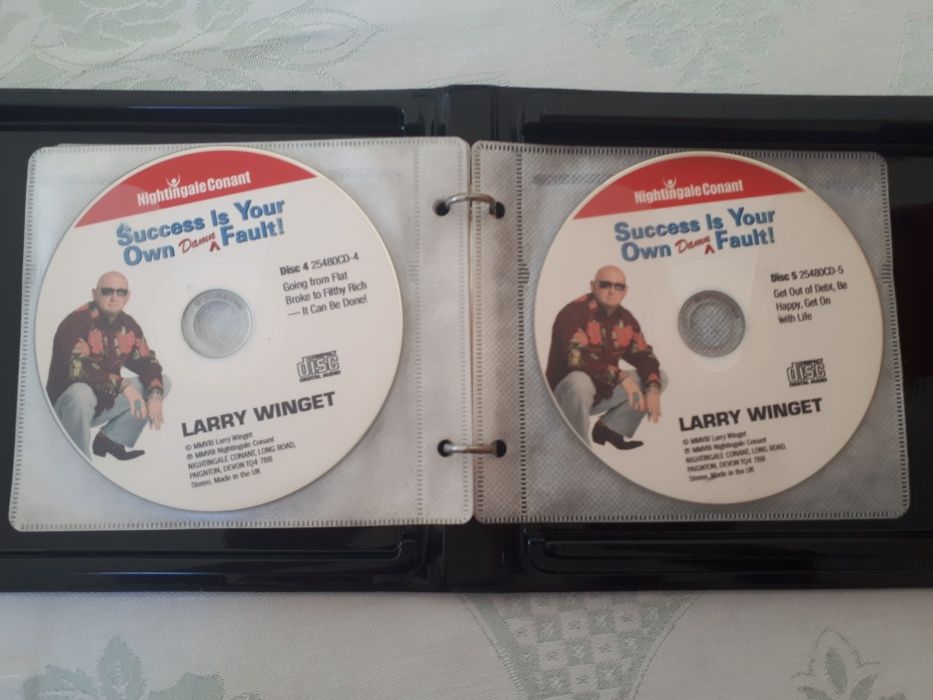 Nightingale Conant
Success Is Your
Own Damn Fault!
Disc 4 25480CD-4
Going from Flat
Broke to Filthy Rich
— It Can Be Done!
COMPACT
disc
DIGITAL AUDIO
LARRY WINGET
© MMVIII Larry Winget
℗ MMVIII Nightingale Conant
NIGHTINGALE CONANT, LONG ROAD,
PAIGNTON, DEVON TQ4 7BB
Stereo, Made in the UK
Nightingale Conant
Success Is Your
Own Damn Fault!
Disc 5 25480CD-5
Get Out of Debt, Be
Happy, Get On
with Life
COMPACT
disc
DIGITAL AUDIO
LARRY WINGET
© MMVIII Larry Winget
℗ MMVIII Nightingale Conant
NIGHTINGALE CONANT, LONG ROAD,
PAIGNTON, DEVON TQ4 7BB
Stereo, Made in the UK